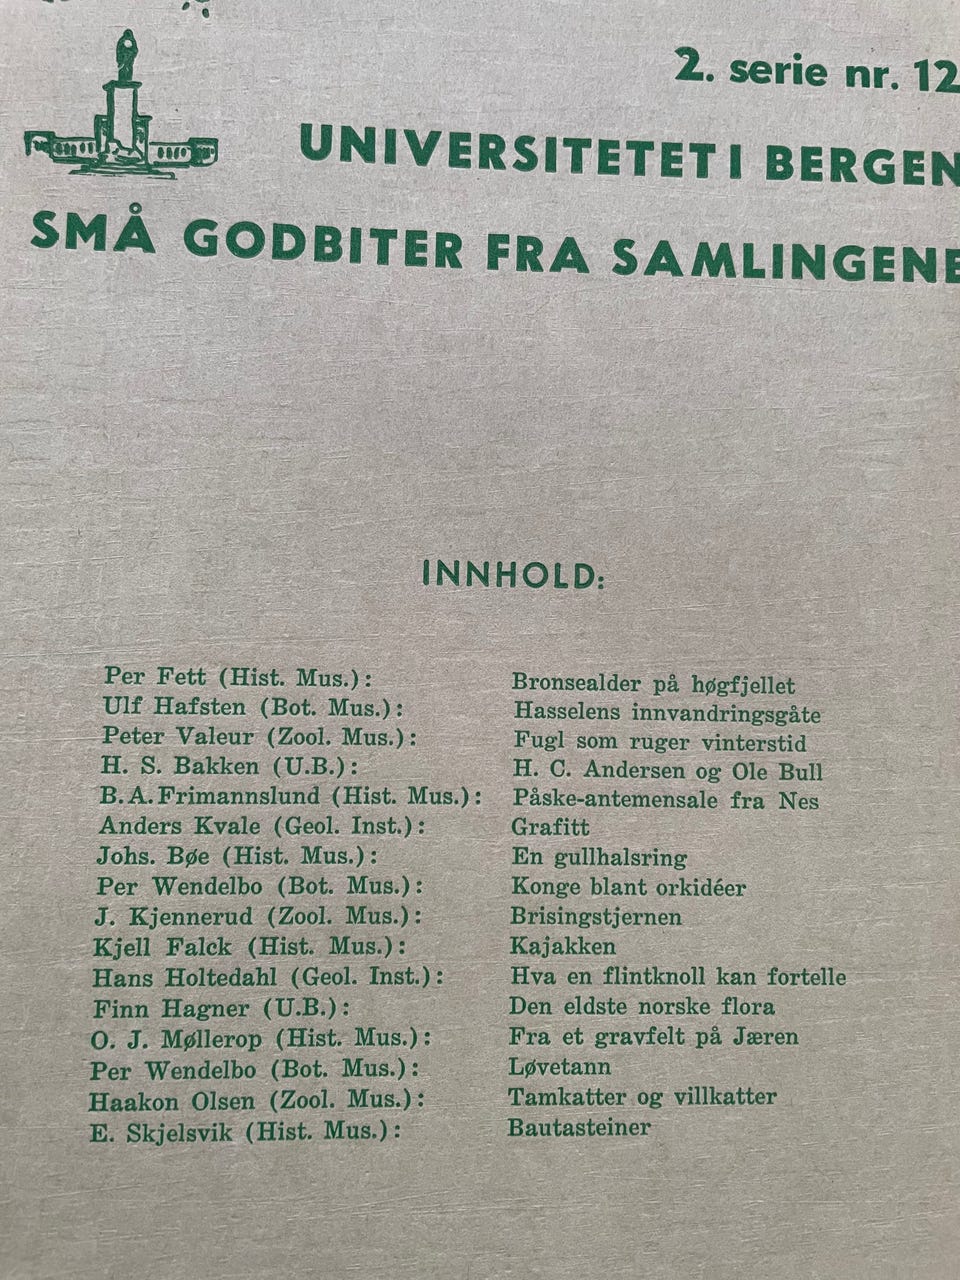 2. serie nr. 12
UNIVERSITETET I BERGEN
SMÅ GODBITER FRA SAMLINGENE
INNHOLD:
Per Fett (Hist. Mus.): Bronsealder på høgfjellet
Ulf Hafsten (Bot. Mus.): Hasselens innvandringsgåte
Peter Valeur (Zool. Mus.): Fugl som ruger vinterstid
H. S. Bakken (U.B.): H. C. Andersen og Ole Bull
B.A.Frimannslund (Hist. Mus.): Påske-antemensale fra Nes
Anders Kvale (Geol. Inst.): Grafitt
Johs. Bøe (Hist. Mus.): En gullhalsring
Per Wendelbo (Bot. Mus.): Konge blant orkidéer
J. Kjennerud (Zool. Mus.): Brisingstjernen
Kjell Falck (Hist. Mus.): Kajakken
Hans Holtedahl (Geol. Inst.): Hva en flintknoll kan fortelle
Finn Hagner (U.B.): Den eldste norske flora
O. J. Møllerop (Hist. Mus.): Fra et gravfelt på Jæren
Per Wendelbo (Bot. Mus.): Løvetann
Haakon Olsen (Zool. Mus.): Tamkatter og villkatter
E. Skjelsvik (Hist. Mus.): Bautasteiner